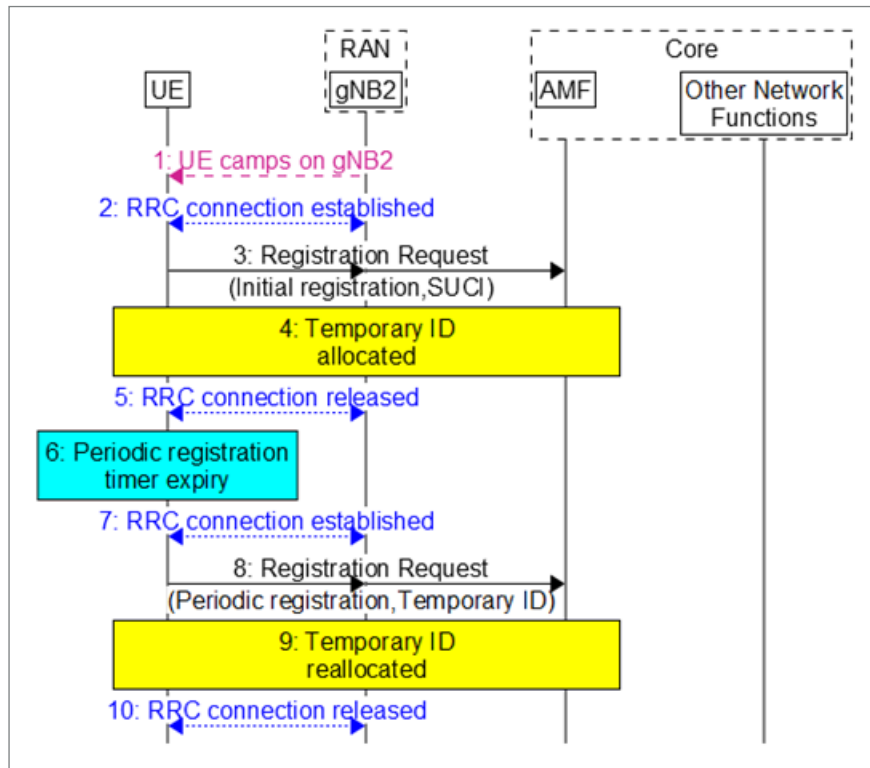 RAN
Core
UE
gNB2
AMF
Other Network
Functions
1: UE camps on gNB2
2: RRC connection established
3: Registration Request
(Initial registration,SUCI)
4: Temporary ID
allocated
5: RRC connection released
6: Periodic registration
timer expiry
7: RRC connection established
8: Registration Request
(Periodic registration,Temporary ID)
9: Temporary ID
reallocated
10: RRC connection released